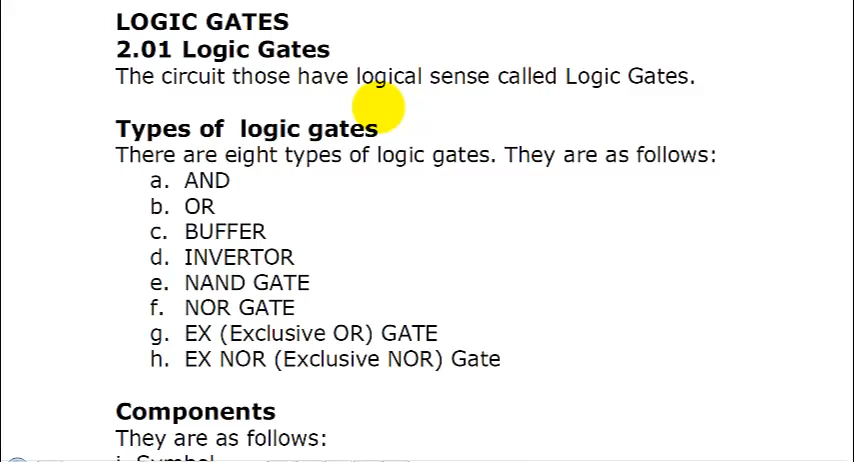 LOGIC GATES
2.01 Logic Gates
The circuit those have logical sense called Logic Gates.
Types of  logic gates
There are eight types of logic gates. They are as follows:
a. AND
b. OR
c. BUFFER
d. INVERTOR
e. NAND GATE
f. NOR GATE
g. EX (Exclusive OR) GATE
h. EX NOR (Exclusive NOR) Gate
Components
They are as follows:
i. Symbol